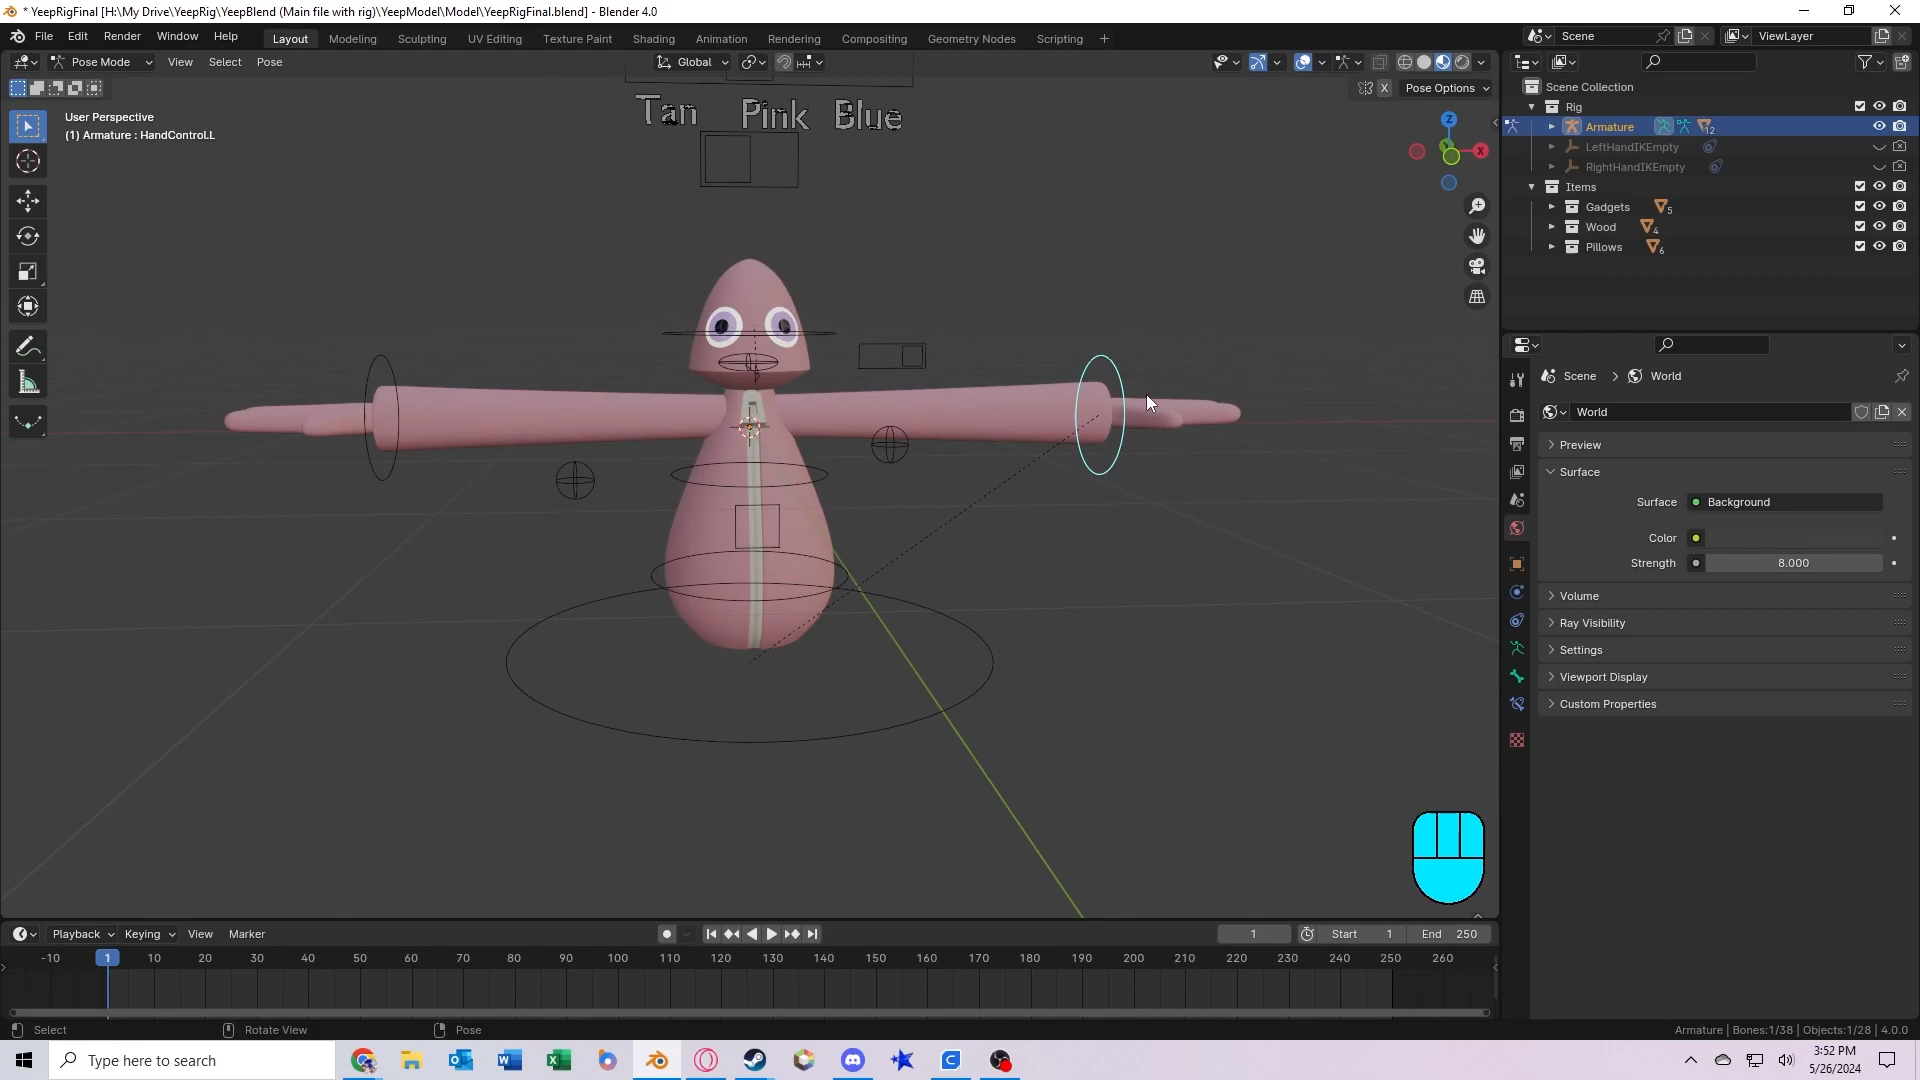 * YeepRigFinal [H:\My Drive\YeepRig\YeepBlend (Main file with rig)\YeepModel\Model\YeepRigFinal.blend] - Blender 4.0
File Edit Render Window Help Layout Modeling Sculpting UV Editing Texture Paint Shading Animation Rendering Compositing Geometry Nodes Scripting + Scene ViewLayer
Pose Mode View Select Pose Global
X Pose Options
User Perspective
(1) Armature : HandControl.L
Tan Pink Blue
Z
X
Scene Collection
Rig
Armature 12
LeftHandIKEmpty
RightHandIKEmpty
Items
Gadgets 5
Wood 4
Pillows 6
Scene > World
World
Preview
Surface
Surface Background
Color
Strength 8.000
Volume
Ray Visibility
Settings
Viewport Display
Custom Properties
Playback Keying View Marker 1 Start 1 End 250
-10 1 10 20 30 40 50 60 70 80 90 100 110 120 130 140 150 160 170 180 190 200 210 220 230 240 250 260
Select Rotate View Pose Armature | Bones:1/38 | Objects:1/28 | 4.0.0
Type here to search
3:52 PM
5/26/2024